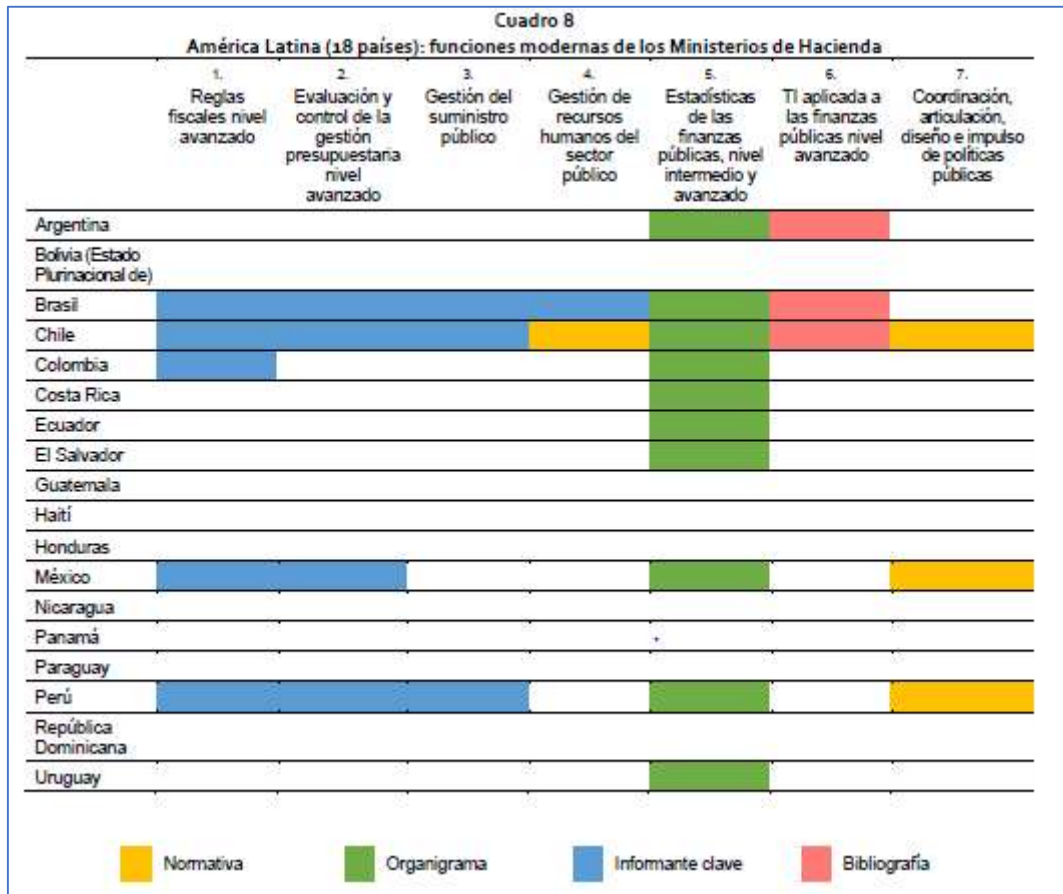 Cuadro 8
América Latina (18 países): funciones modernas de los Ministerios de Hacienda
1.
Reglas
fiscales nivel
avanzado
2.
Evaluación y
control de la
gestión
presupuestaria
nivel
avanzado
3.
Gestión del
suministro
público
4.
Gestión de
recursos
humanos del
sector
público
5.
Estadísticas
de las
finanzas
públicas, nivel
intermedio y
avanzado
6.
TI aplicada a
las finanzas
públicas nivel
avanzado
7.
Coordinación,
articulación,
diseño e impulso
de políticas
públicas
Argentina
Bolivia (Estado
Plurinacional de)
Brasil
Chile
Colombia
Costa Rica
Ecuador
El Salvador
Guatemala
Haití
Honduras
México
Nicaragua
Panamá
Paraguay
Perú
República
Dominicana
Uruguay
Normativa
Organigrama
Informante clave
Bibliografía